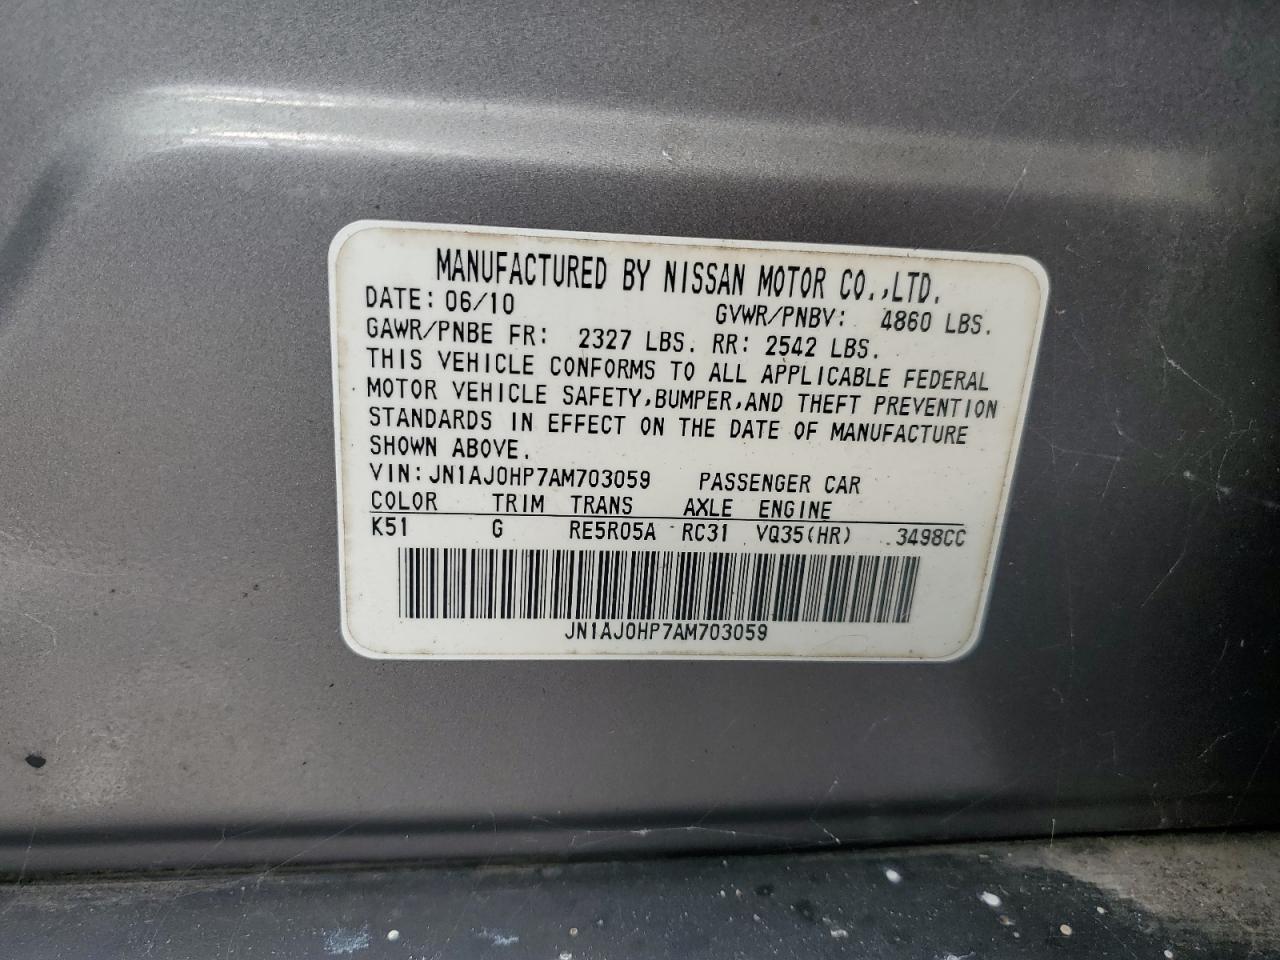 MANUFACTURED BY NISSAN MOTOR CO.,LTD.
DATE: 06/10 GVWR/PNBV: 4860 LBS.
GAWR/PNBE FR: 2327 LBS. RR: 2542 LBS.
THIS VEHICLE CONFORMS TO ALL APPLICABLE FEDERAL
MOTOR VEHICLE SAFETY,BUMPER,AND THEFT PREVENTION
STANDARDS IN EFFECT ON THE DATE OF MANUFACTURE
SHOWN ABOVE.
VIN: JN1AJ0HP7AM703059 PASSENGER CAR
COLOR TRIM TRANS AXLE ENGINE
K51 G RE5R05A RC31 VQ35(HR) 3498CC
JN1AJ0HP7AM703059